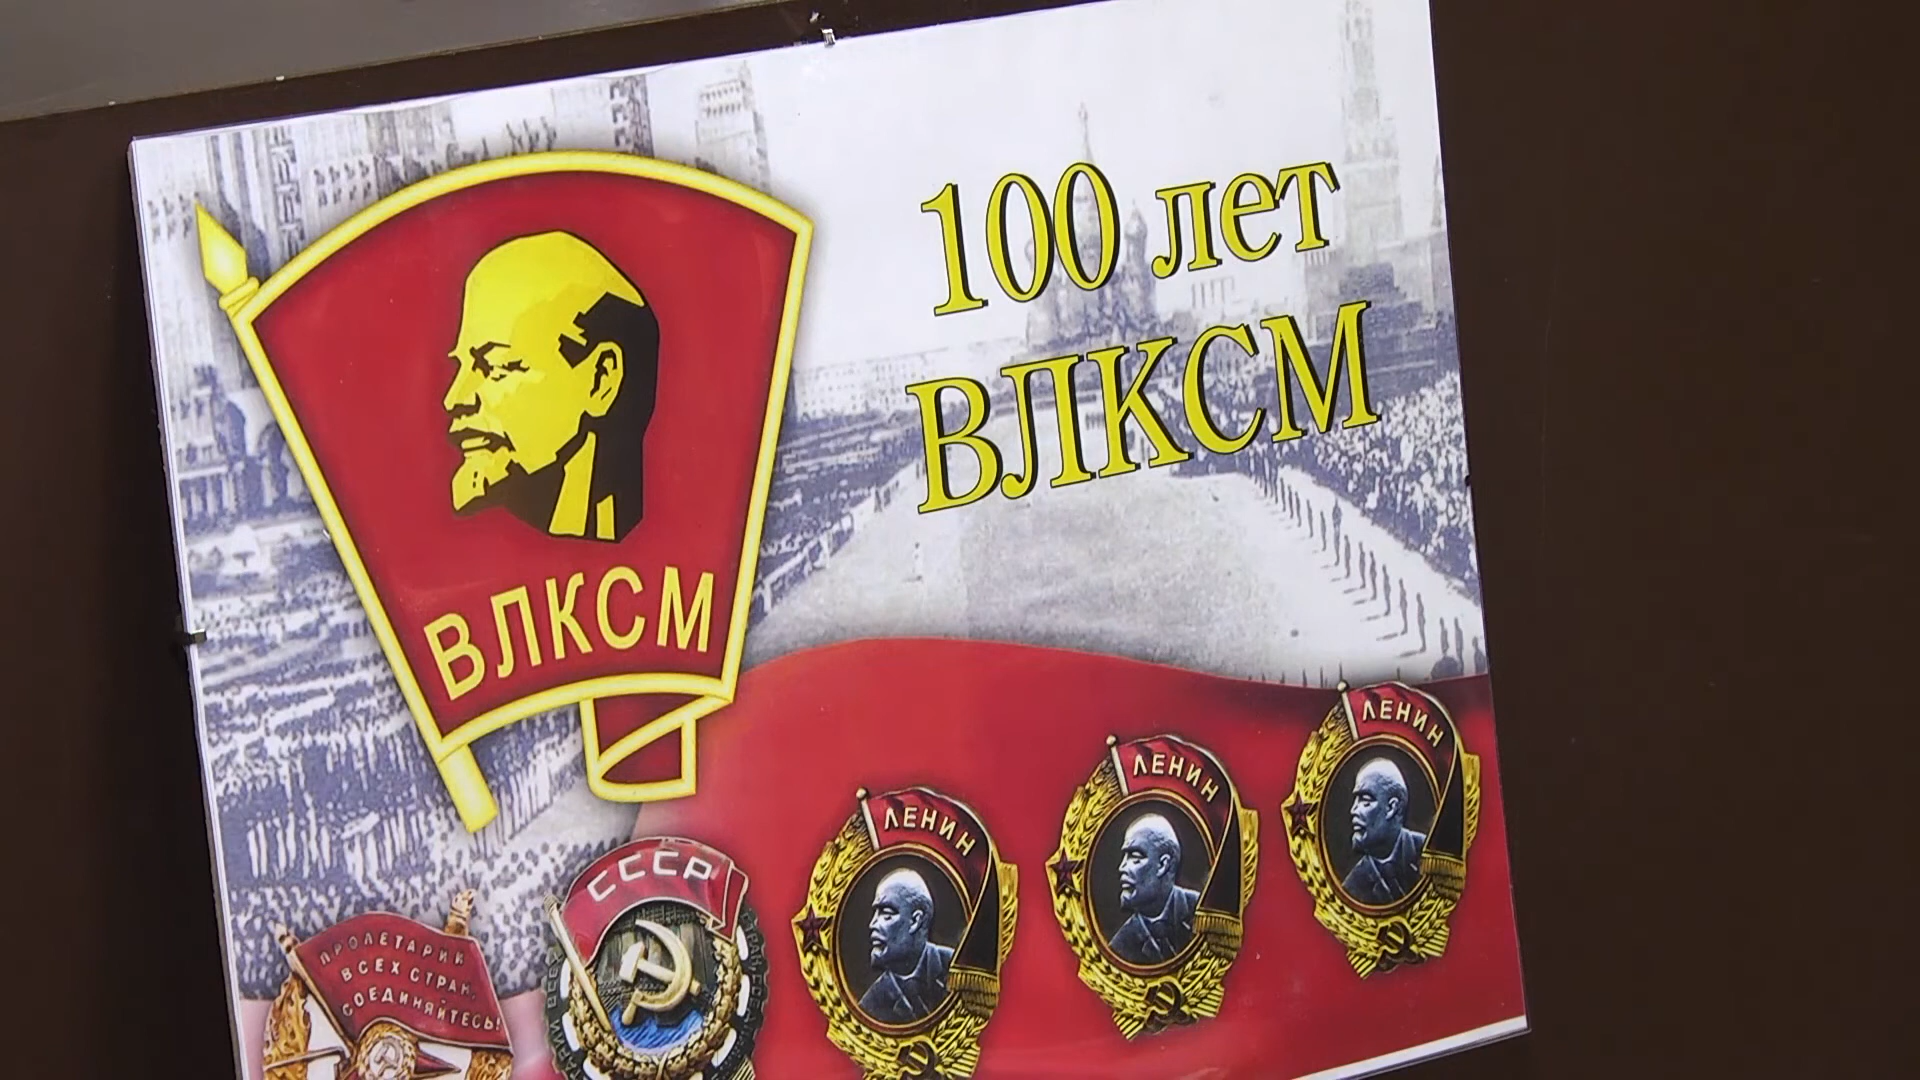 100 лет
ВЛКСМ
ВЛКСМ
ЛЕНИН
ЛЕНИН
ЛЕНИН
СССР
ПРОЛЕТАРИИ
ВСЕХ СТРАН,
СОЕДИНЯЙТЕСЬ!